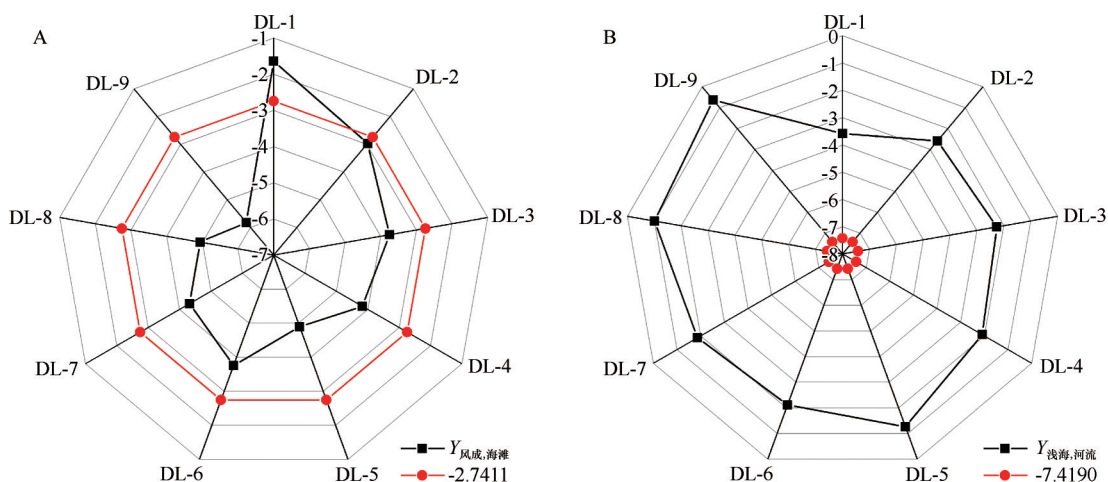 A
DL-1
DL-2
DL-3
DL-4
DL-5
DL-6
DL-7
DL-8
DL-9
-1
-2
-3
-4
-5
-6
-7
Y风成,海滩
-2.7411
B
DL-1
DL-2
DL-3
DL-4
DL-5
DL-6
DL-7
DL-8
DL-9
0
-1
-2
-3
-4
-5
-6
-7
-8
Y浅海,河流
-7.4190